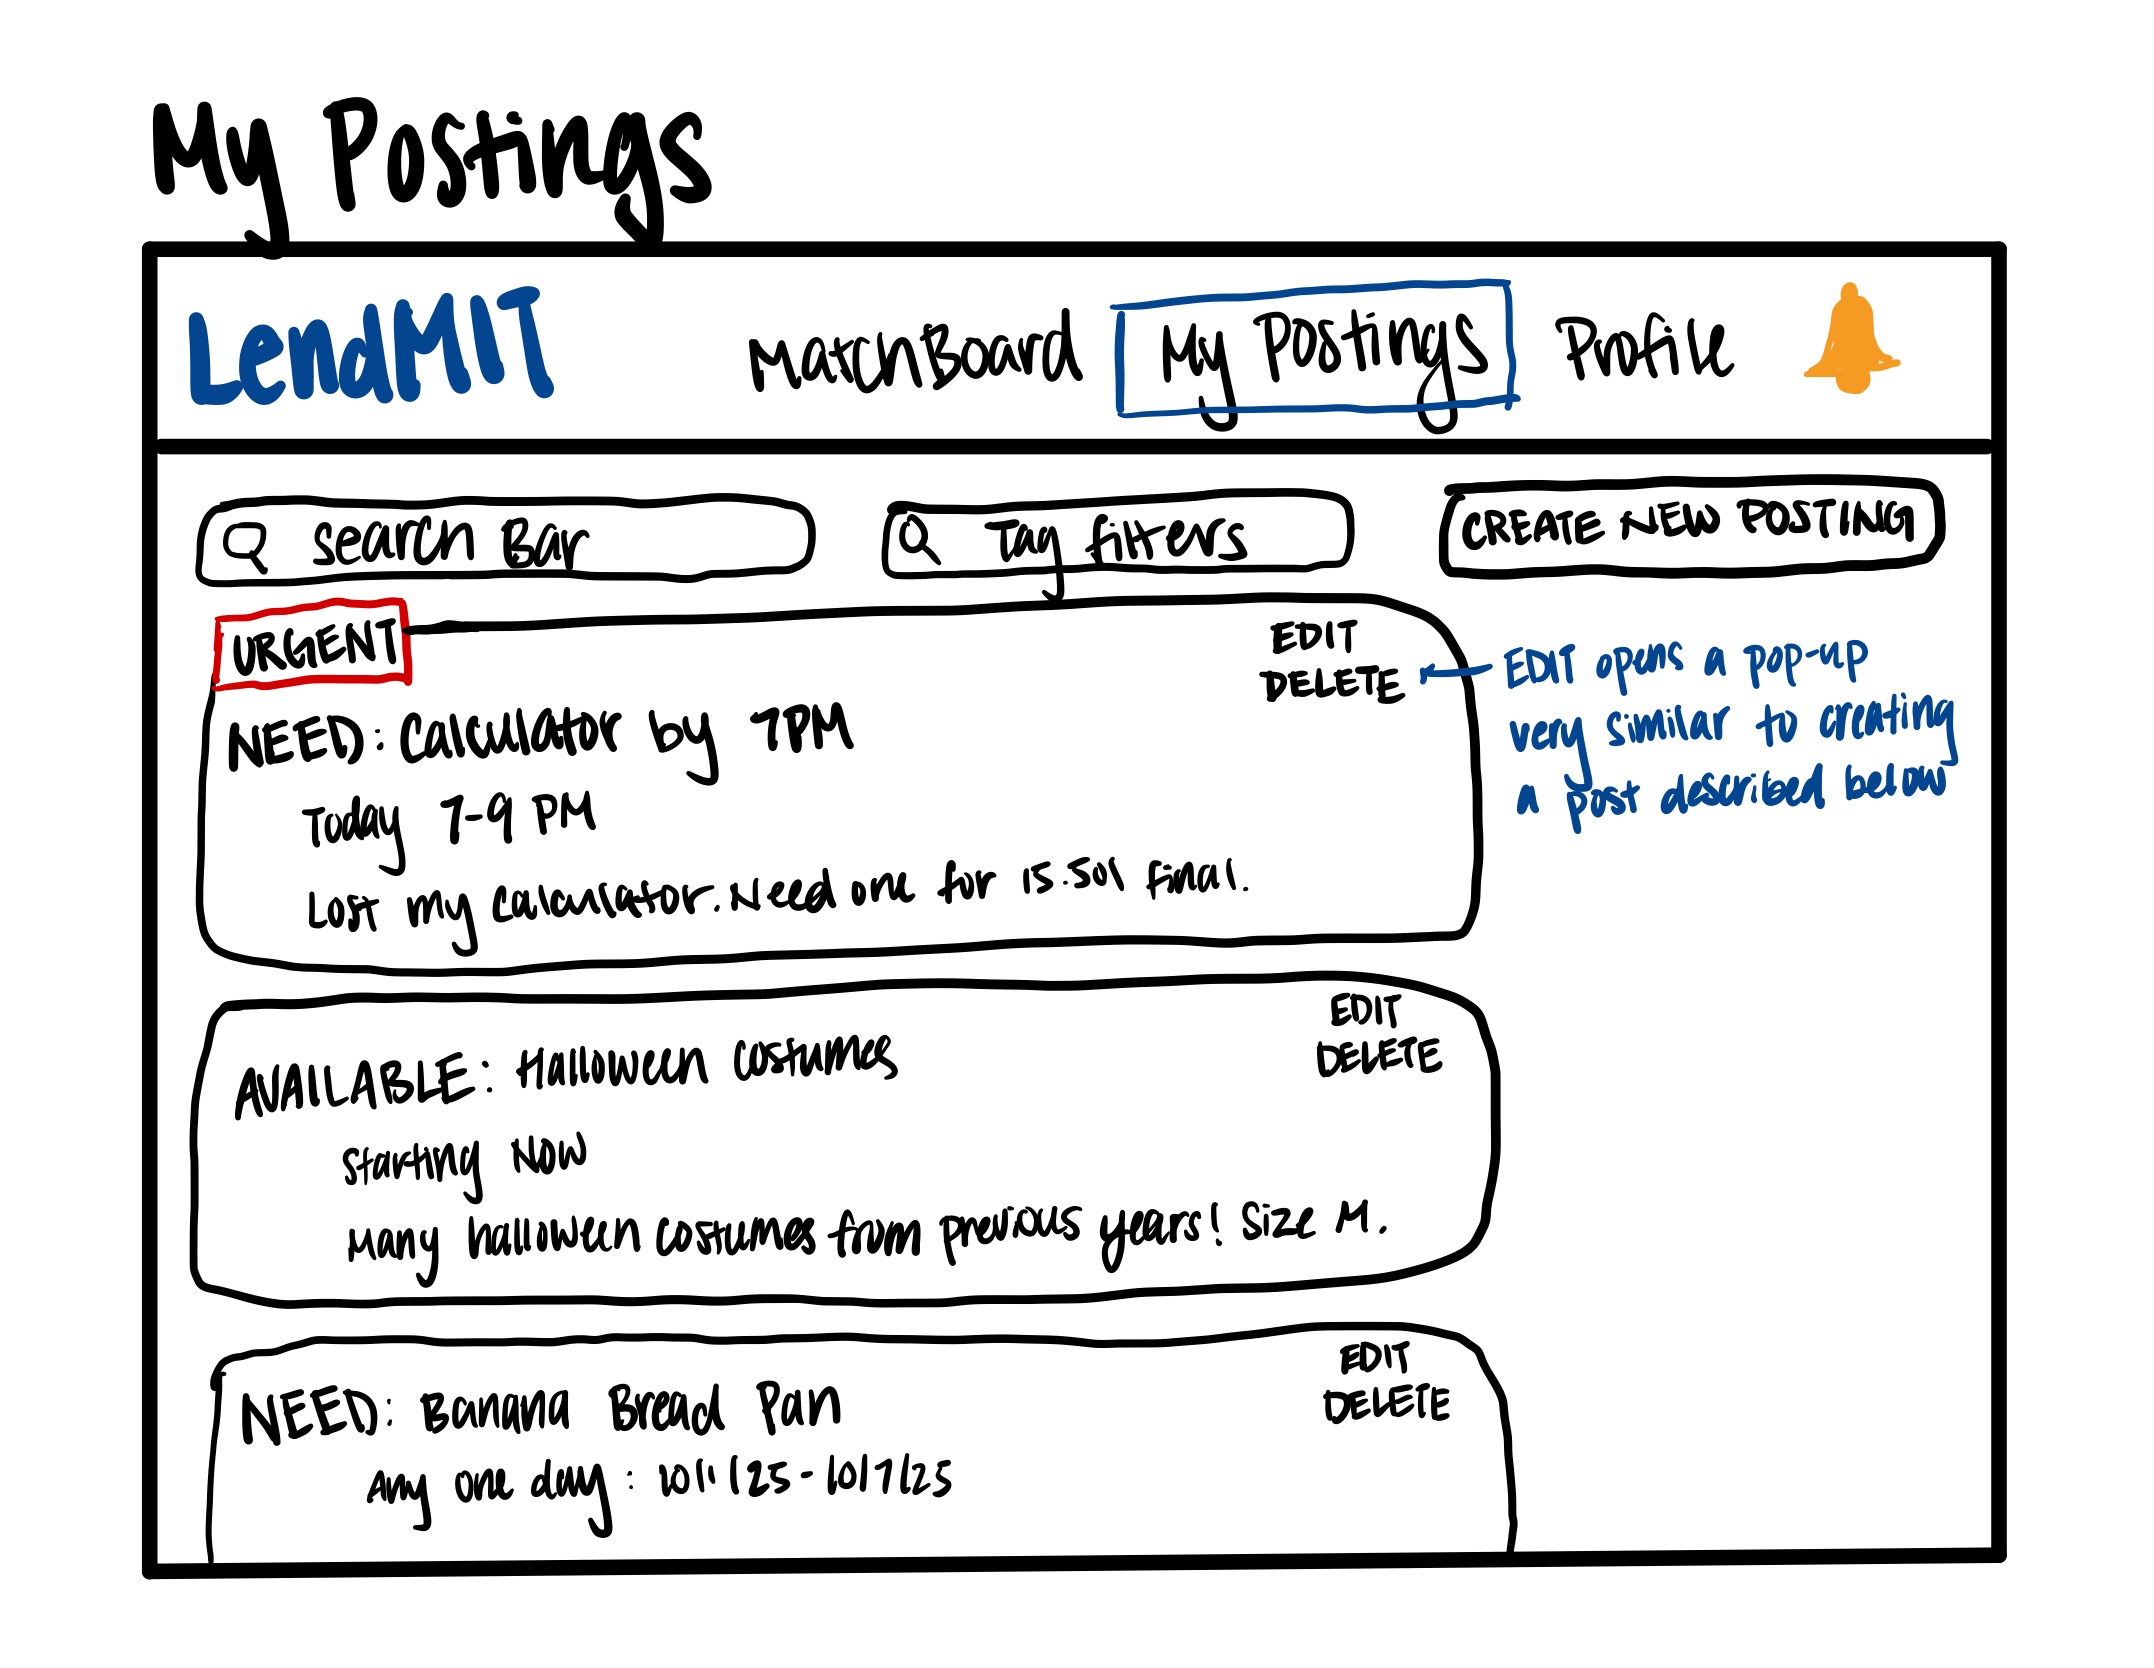 My Postings
LendMIT MatchBoard My Postings Profile
Search Bar Tag filters CREATE NEW POSTING
URGENT
EDIT
DELETE
EDIT opens a pop-up
very similar to creating
a post described below
NEED: Calculator by 7PM
Today 7-9 PM
Lost my calculator. Need one for 15.501 final.
EDIT
DELETE
AVAILABLE: Halloween costumes
Starting NOW
Many halloween costumes from previous years! Size M.
EDIT
DELETE
NEED: Banana Bread Pan
Any one day: 10/1/25-10/7/25